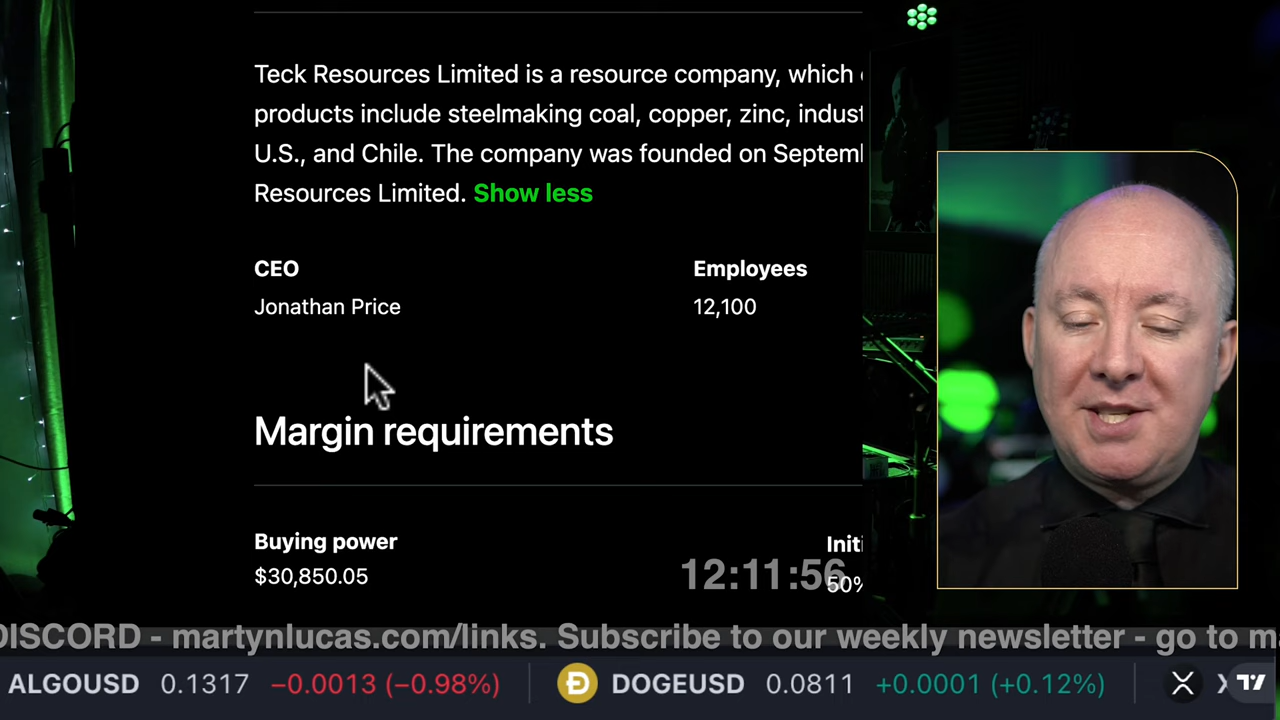 Teck Resources Limited is a resource company, which
products include steelmaking coal, copper, zinc,
U.S., and Chile. The company was founded on
Resources Limited. Show less
CEO
Employees
Jonathan Price
12,100
Margin requirements
Buying power
$30,850.05
12:11:56
50%
DISCORD - martynlucas.com/links. Subscribe to our weekly newsletter - go to
ALGOUSD 0.1317 −0.0013 (−0.98%) DOGEUSD 0.0811 +0.0001 (+0.12%)